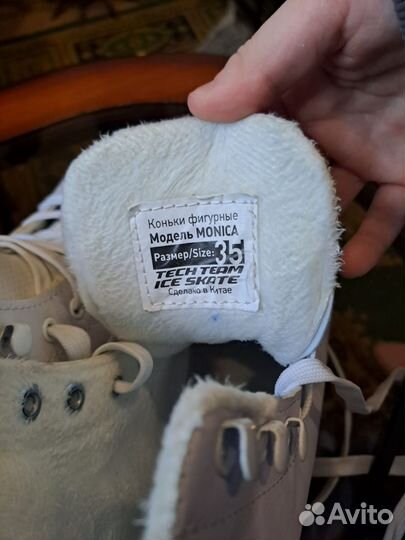 Коньки фигурные
Модель MONICA
Размер/Size: 35
TECH TEAM
ICE SKATE
Сделано в Китае
Avito